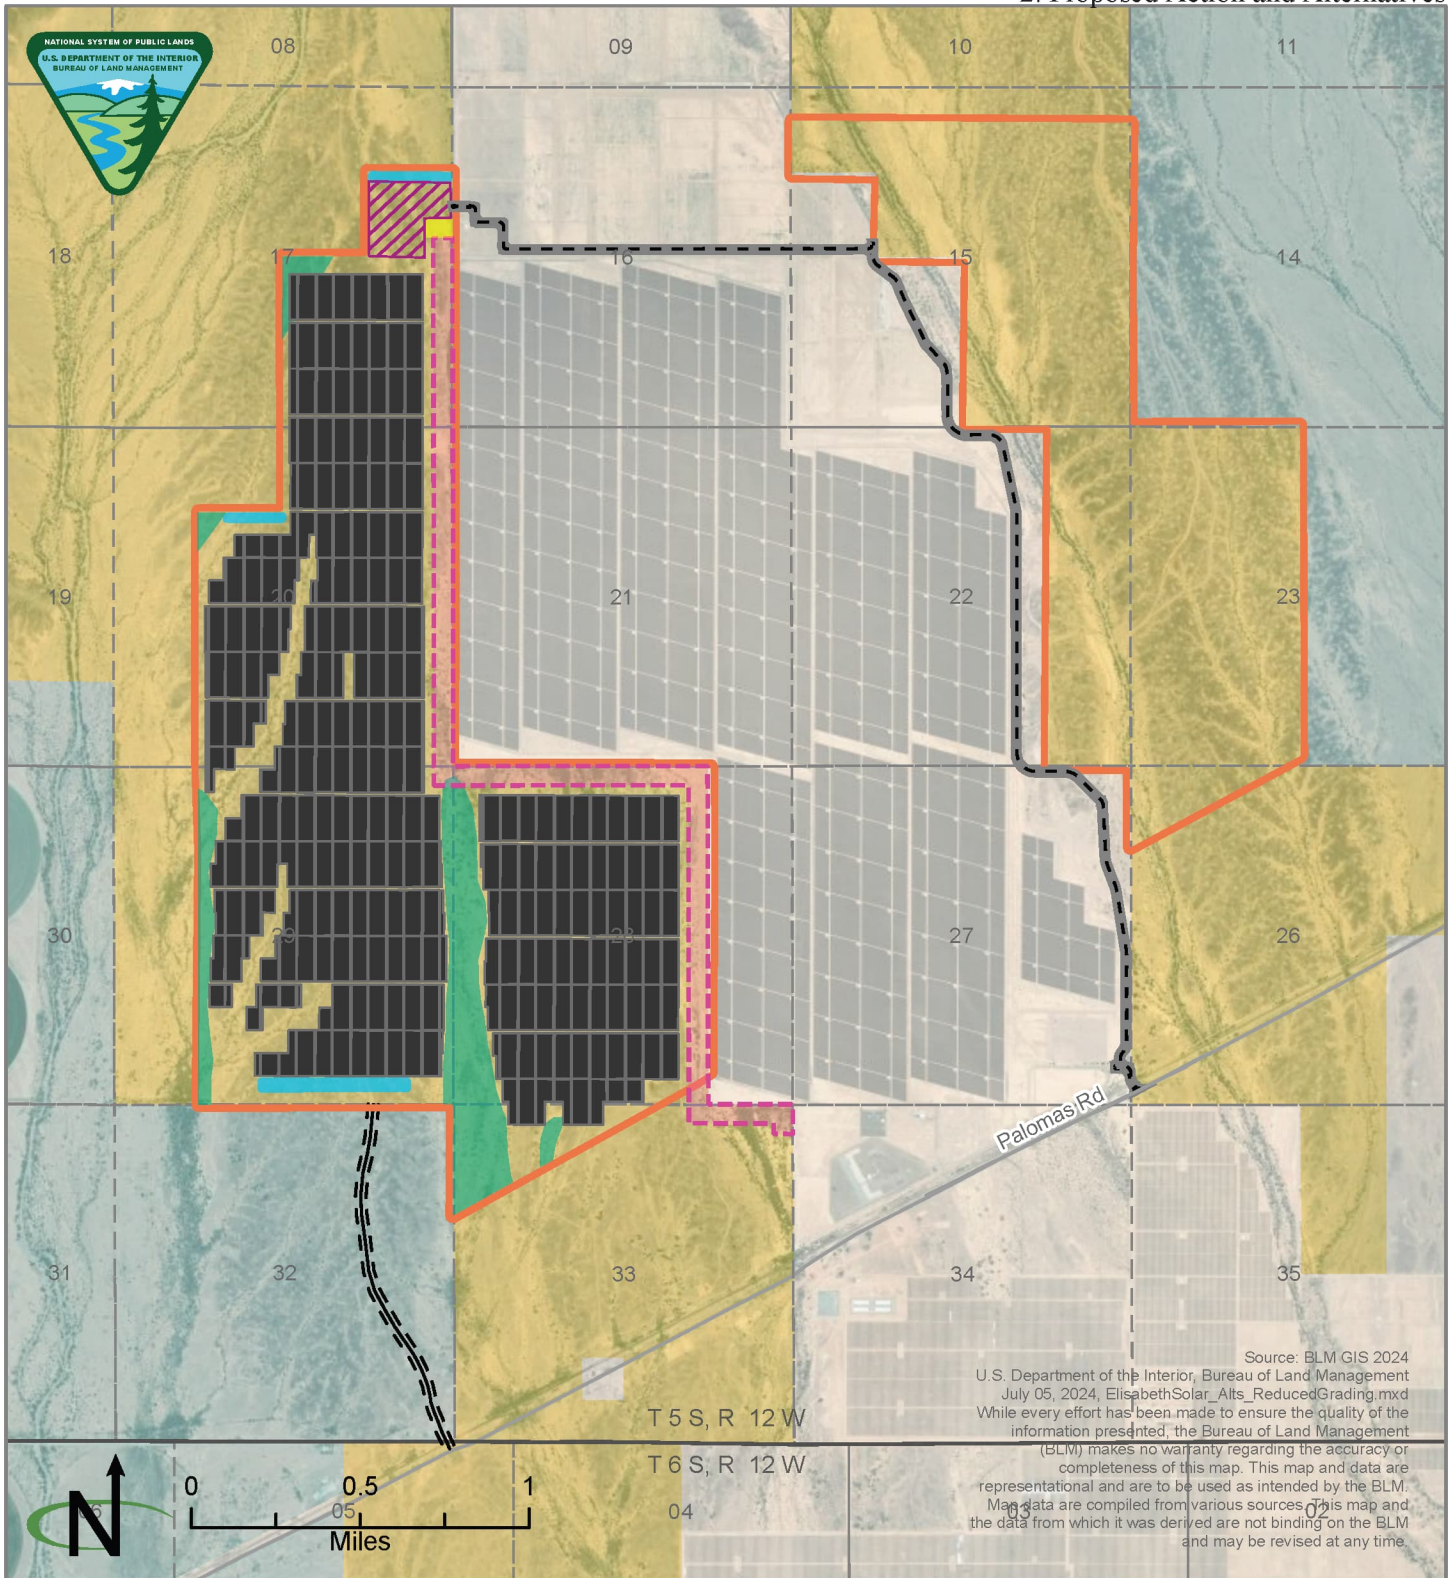 2. Proposed Action and Alternatives
NATIONAL SYSTEM OF PUBLIC LANDS
U.S. DEPARTMENT OF THE INTERIOR
BUREAU OF LAND MANAGEMENT
08
09
10
11
18
17
16
15
14
19
20
21
22
23
30
29
28
27
26
Palomas Rd
31
32
33
34
35
T 5 S, R 12 W
T 6 S, R 12 W
06
05
04
03
02
0 0.5 1
Miles
N
Source: BLM GIS 2024
U.S. Department of the Interior, Bureau of Land Management
July 05, 2024, ElisabethSolar_Alts_ReducedGrading.mxd
While every effort has been made to ensure the quality of the
information presented, the Bureau of Land Management
(BLM) makes no warranty regarding the accuracy or
completeness of this map. This map and data are
representational and are to be used as intended by the BLM.
Map data are compiled from various sources. This map and
the data from which it was derived are not binding on the BLM
and may be revised at any time.